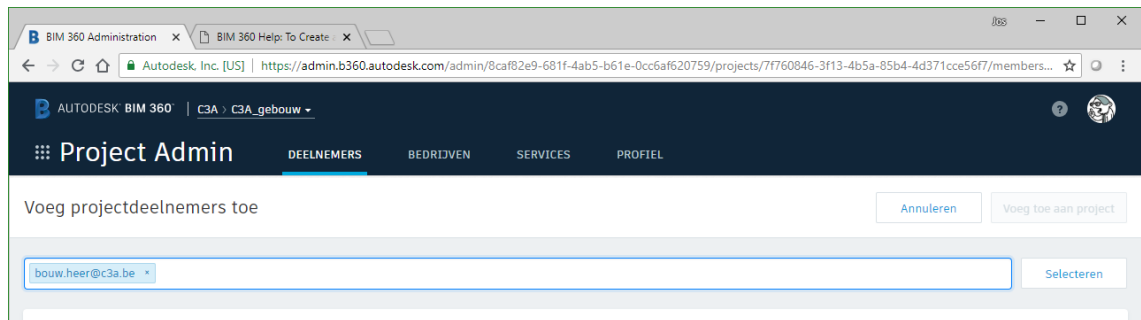 Jos
BIM 360 Administration
BIM 360 Help: To Create
Autodesk, Inc. [US] | https://admin.b360.autodesk.com/admin/8caf82e9-681f-4ab5-b61e-0cc6af620759/projects/7f760846-3f13-4b5a-85b4-4d371cce56f7/members...
AUTODESK® BIM 360® | C3A > C3A_gebouw
Project Admin DEELNEMERS BEDRIJVEN SERVICES PROFIEL
Voeg projectdeelnemers toe Annuleren Voeg toe aan project
bouw.heer@c3a.be × Selecteren